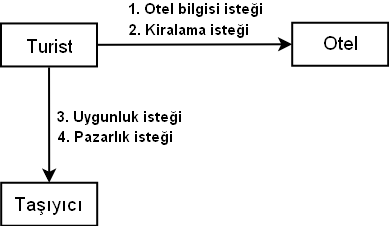 1. Otel bilgisi isteği
2. Kiralama isteği
Turist
Otel
3. Uygunluk isteği
4. Pazarlık isteği
Taşıyıcı